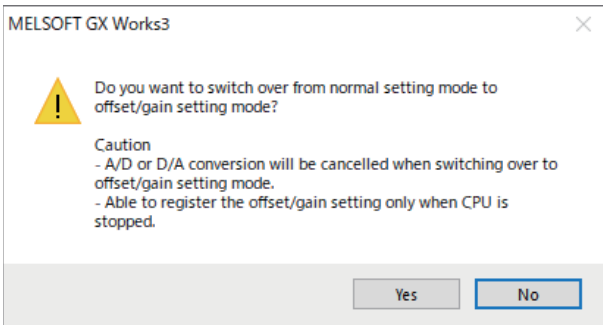 MELSOFT GX Works3
Do you want to switch over from normal setting mode to
offset/gain setting mode?
Caution
- A/D or D/A conversion will be cancelled when switching over to
offset/gain setting mode.
- Able to register the offset/gain setting only when CPU is
stopped.
Yes
No